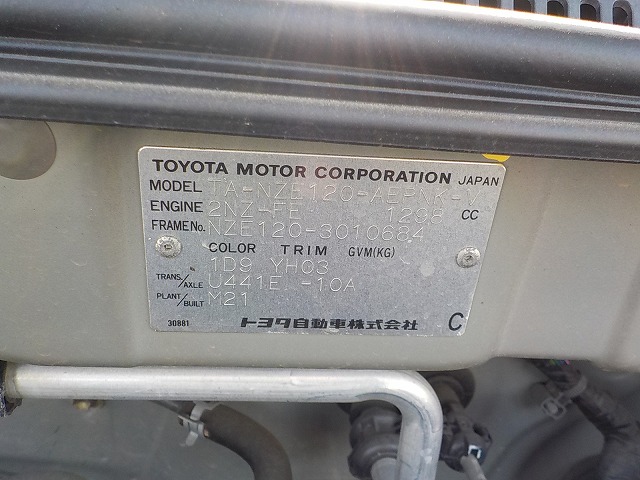 TOYOTA MOTOR CORPORATION JAPAN
MODEL TA-NZE120-AEPNK-V
ENGINE 2NZ-FE 1298 CC
FRAME No. NZE120-3010684
COLOR TRIM GVM(KG)
1D9 YH03
TRANS./AXLE U441E -10A
PLANT/BUILT M21
30881 トヨタ自動車株式会社 C